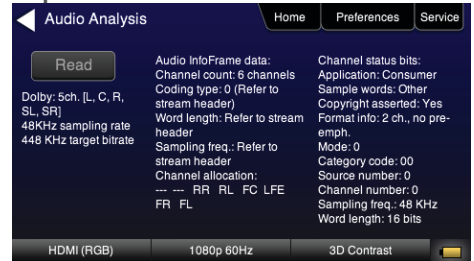 Audio Analysis
Home
Preferences
Service
Read
Dolby: 5ch. [L, C, R,
SL, SR]
48KHz sampling rate
448 KHz target bitrate
Audio InfoFrame data:
Channel count: 6 channels
Coding type: 0 (Refer to
stream header)
Word length: Refer to stream
header
Sampling freq.: Refer to
stream header
Channel allocation:
--- --- RR RL FC LFE
FR FL
Channel status bits:
Application: Consumer
Sample words: Other
Copyright asserted: Yes
Format info: 2 ch., no pre-
emph.
Mode: 0
Category code: 00
Source number: 0
Channel number: 0
Sampling freq.: 48 KHz
Word length: 16 bits
HDMI (RGB)
1080p 60Hz
3D Contrast